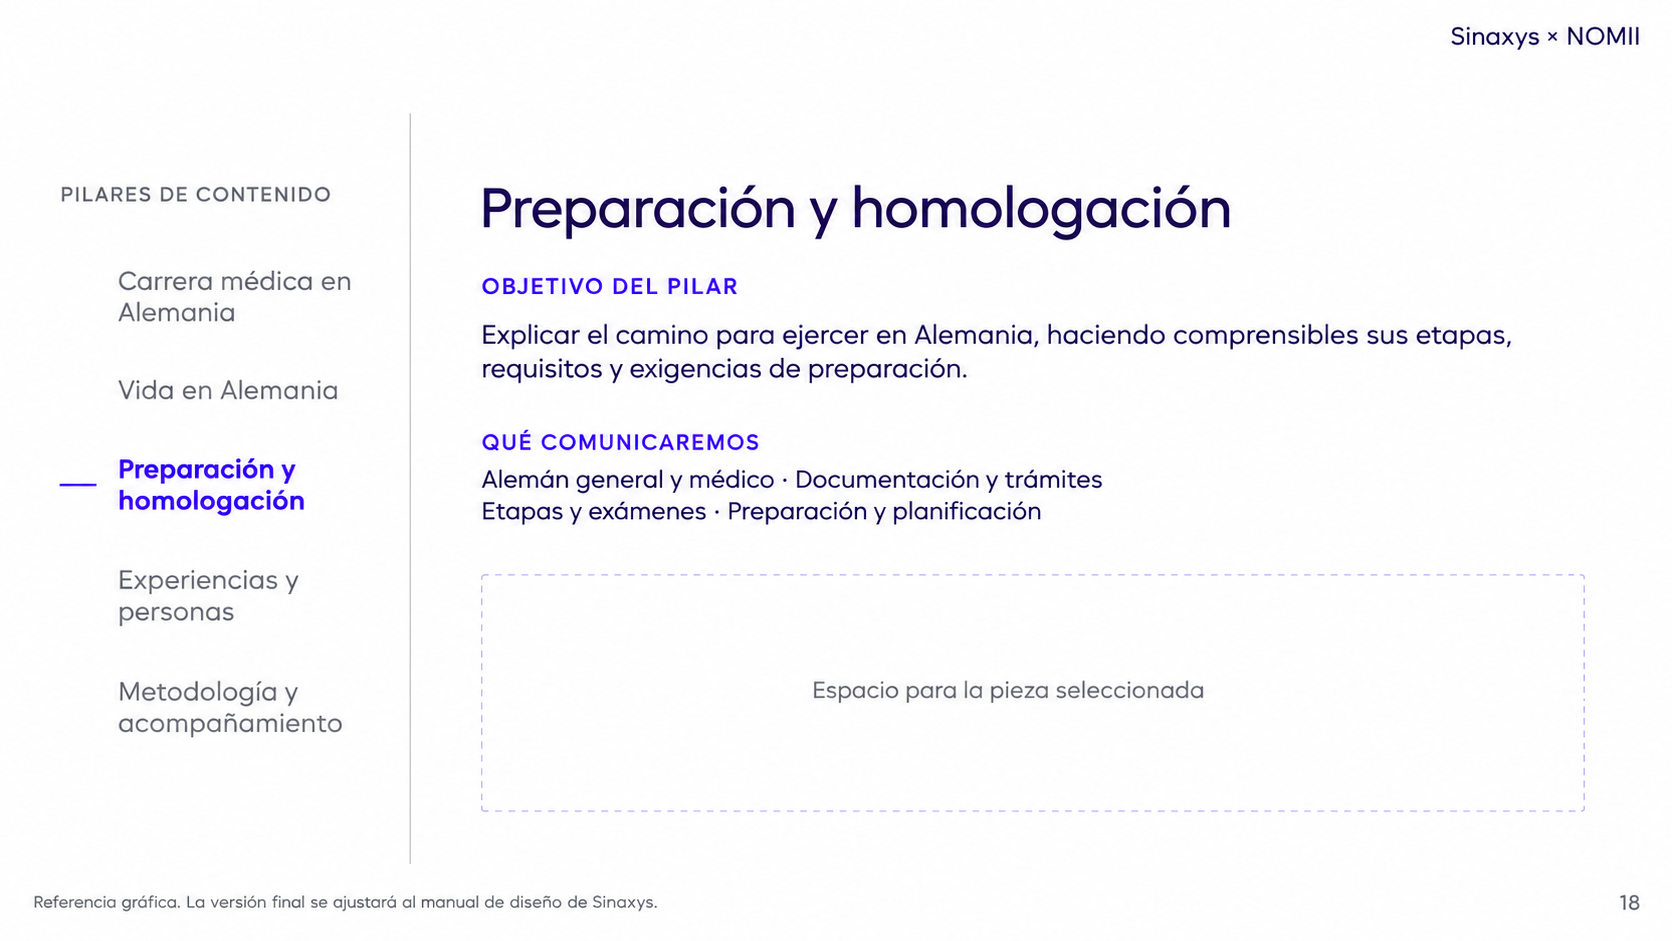 Sinaxys × NOMII
PILARES DE CONTENIDO
Carrera médica en
Alemania
Vida en Alemania
Preparación y
homologación
Experiencias y
personas
Metodología y
acompañamiento
Preparación y homologación
OBJETIVO DEL PILAR
Explicar el camino para ejercer en Alemania, haciendo comprensibles sus etapas,
requisitos y exigencias de preparación.
QUÉ COMUNICAREMOS
Alemán general y médico · Documentación y trámites
Etapas y exámenes · Preparación y planificación
Espacio para la pieza seleccionada
Referencia gráfica. La versión final se ajustará al manual de diseño de Sinaxys.
18